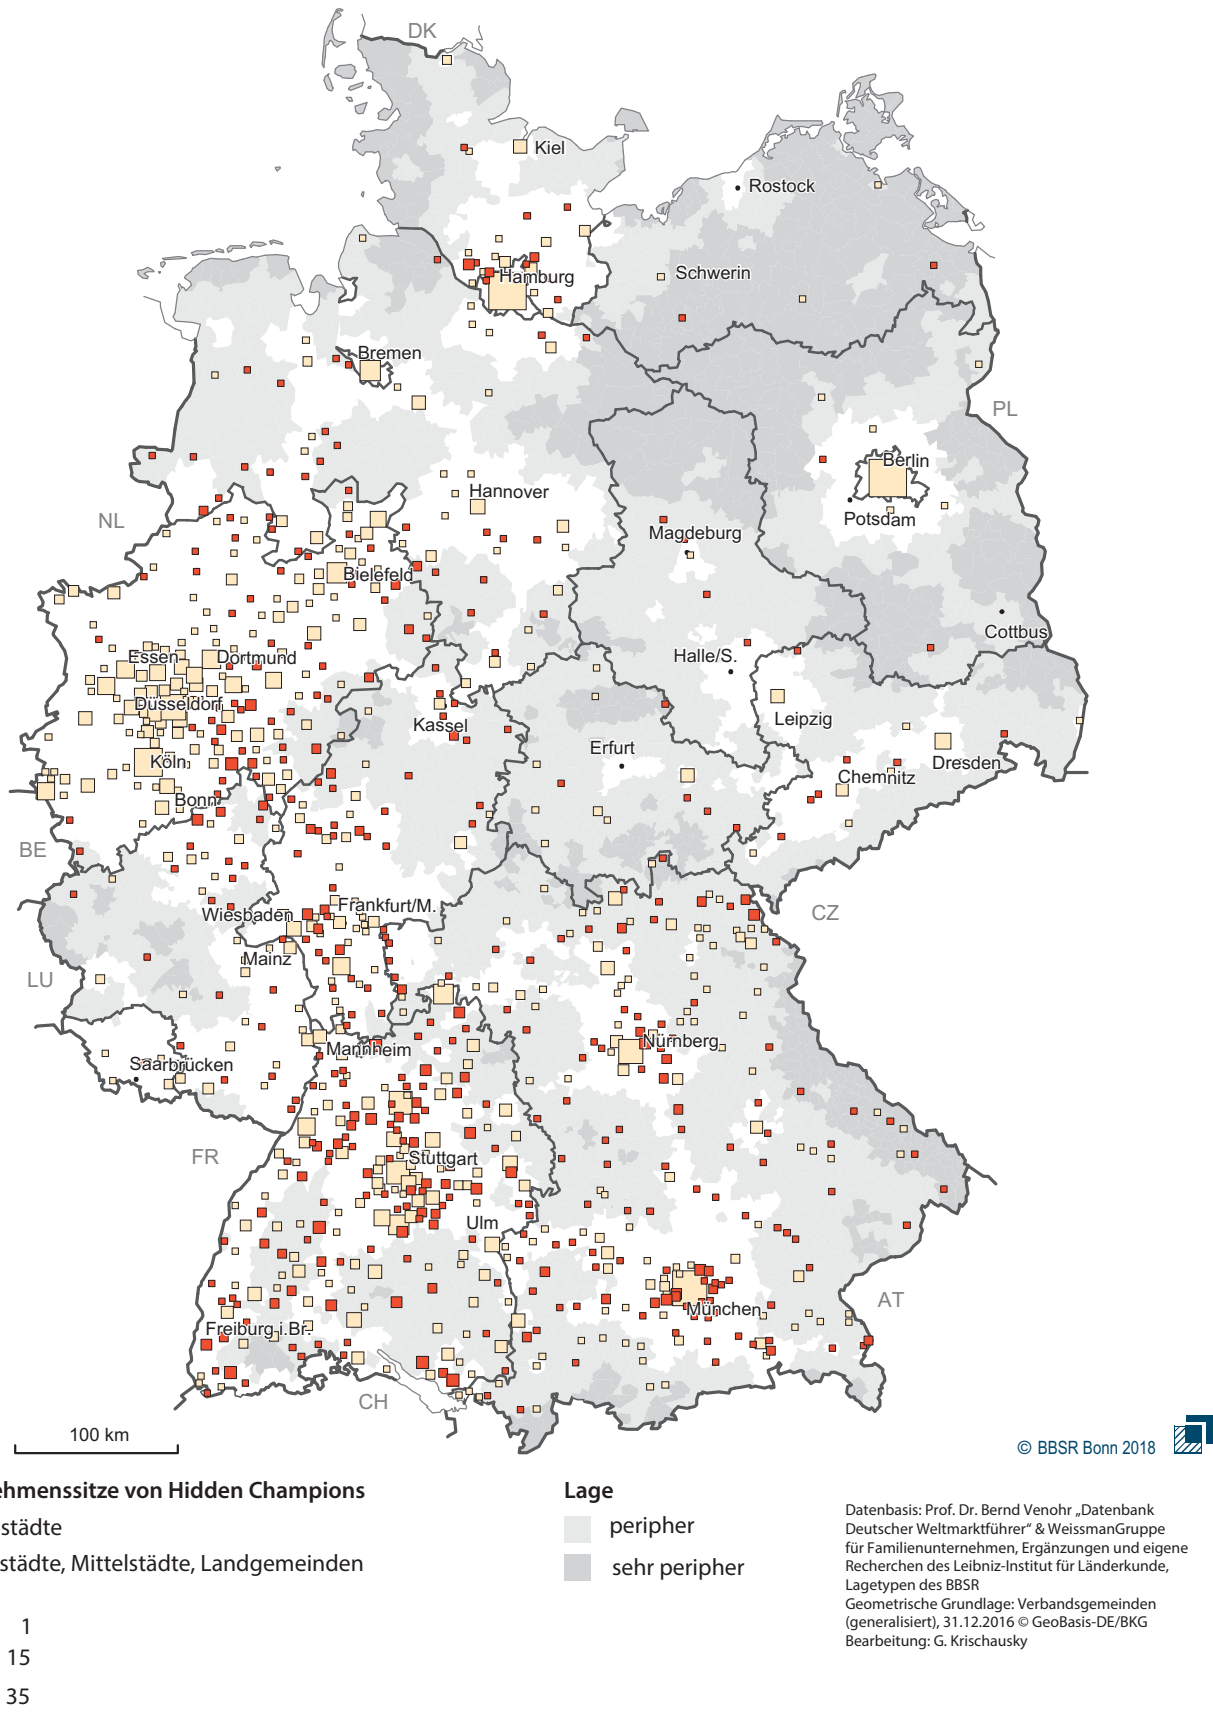 DK
Kiel
Rostock
Hamburg
Schwerin
Bremen
PL
Berlin
Hannover
NL
Potsdam
Magdeburg
Bielefeld
Cottbus
Essen
Dortmund
Halle/S.
Düsseldorf
Leipzig
Kassel
Erfurt
Köln
Dresden
Chemnitz
Bonn
BE
Frankfurt/M.
Wiesbaden
CZ
Mainz
LU
Nürnberg
Mannheim
Saarbrücken
FR
Stuttgart
Ulm
AT
München
Freiburg i.Br.
CH
100 km
© BBSR Bonn 2018
ehmenssitze von Hidden Champions
städte
städte, Mittelstädte, Landgemeinden
1
15
35
Lage
peripher
sehr peripher
Datenbasis: Prof. Dr. Bernd Venohr „Datenbank
Deutscher Weltmarktführer“ & WeissmanGruppe
für Familienunternehmen, Ergänzungen und eigene
Recherchen des Leibniz-Institut für Länderkunde,
Lagetypen des BBSR
Geometrische Grundlage: Verbandsgemeinden
(generalisiert), 31.12.2016 © GeoBasis-DE/BKG
Bearbeitung: G. Krischausky